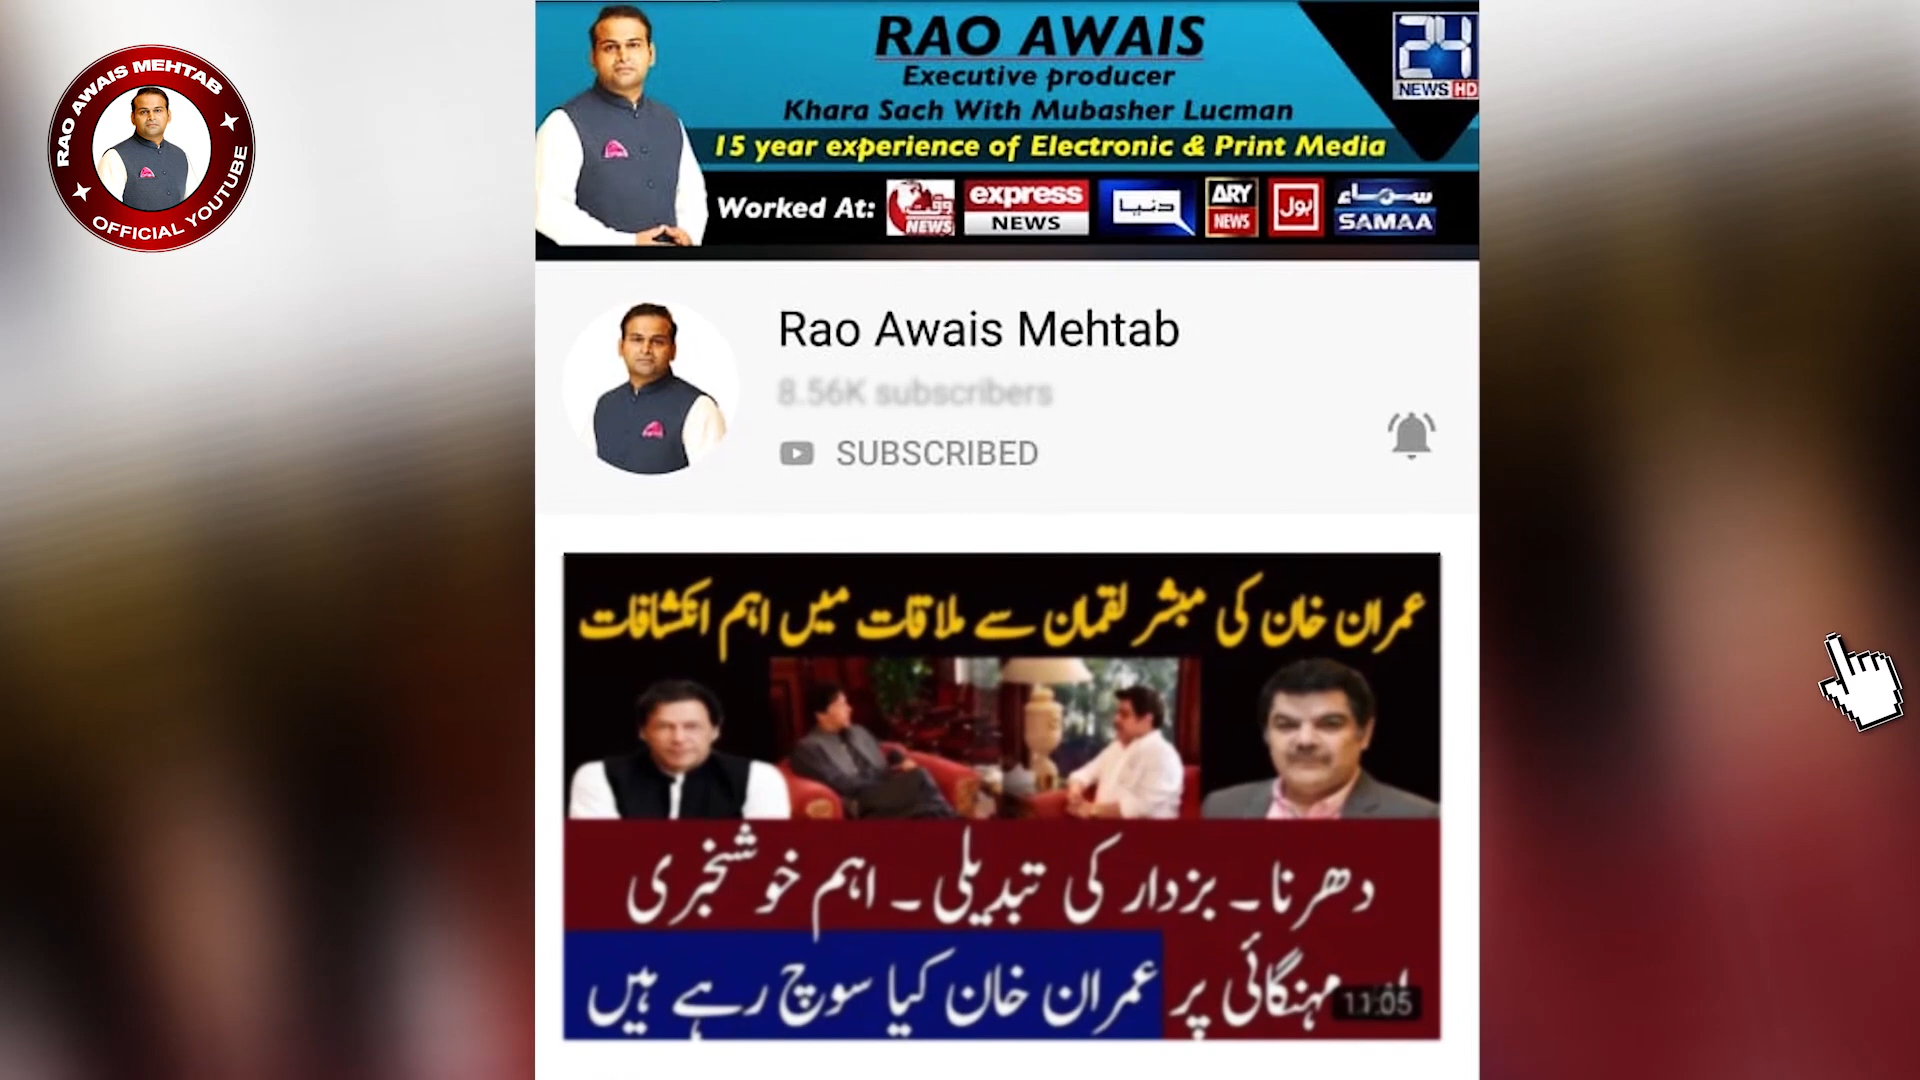 RAO AWAIS MEHTAB
OFFICIAL YOUTUBE
RAO AWAIS
Executive producer
Khara Sach With Mubasher Lucman
15 year experience of Electronic & Print Media
24
NEWS HD
Worked At:
وقت
NEWS
express
NEWS
دنیا
ARY
NEWS
بول
سماء
SAMAA
Rao Awais Mehtab
8.56K subscribers
SUBSCRIBED
عمران خان کی مبشر لقمان سے ملاقات میں اہم انکشافات
دھرنا۔ بزدار کی تبدیلی۔ اہم خوشخبری
مہنگائی پر عمران خان کیا سوچ رہے ہیں
11:05